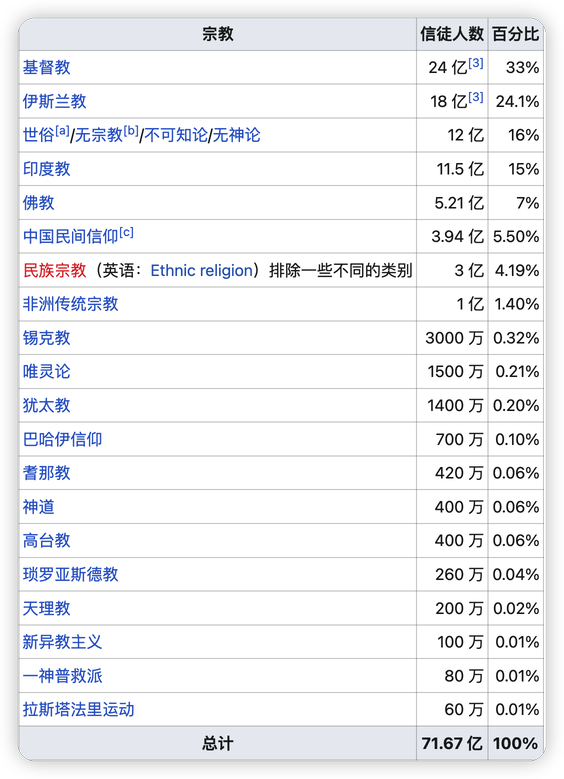 宗教 信徒人数 百分比
基督教 24 亿[3] 33%
伊斯兰教 18 亿[3] 24.1%
世俗[a]/无宗教[b]/不可知论/无神论 12 亿 16%
印度教 11.5 亿 15%
佛教 5.21 亿 7%
中国民间信仰[c] 3.94 亿 5.50%
民族宗教（英语：Ethnic religion）排除一些不同的类别 3 亿 4.19%
非洲传统宗教 1 亿 1.40%
锡克教 3000 万 0.32%
唯灵论 1500 万 0.21%
犹太教 1400 万 0.20%
巴哈伊信仰 700 万 0.10%
耆那教 420 万 0.06%
神道 400 万 0.06%
高台教 400 万 0.06%
琐罗亚斯德教 260 万 0.04%
天理教 200 万 0.02%
新异教主义 100 万 0.01%
一神普救派 80 万 0.01%
拉斯塔法里运动 60 万 0.01%
总计 71.67 亿 100%